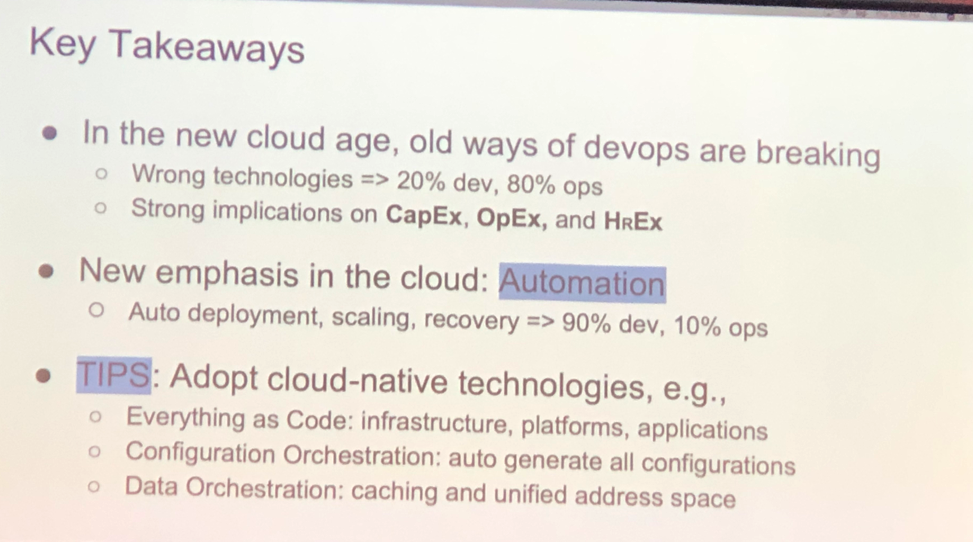 Key Takeaways
● In the new cloud age, old ways of devops are breaking
○ Wrong technologies => 20% dev, 80% ops
○ Strong implications on CapEx, OpEx, and HREx
● New emphasis in the cloud: Automation
○ Auto deployment, scaling, recovery => 90% dev, 10% ops
● TIPS: Adopt cloud-native technologies, e.g.,
○ Everything as Code: infrastructure, platforms, applications
○ Configuration Orchestration: auto generate all configurations
○ Data Orchestration: caching and unified address space